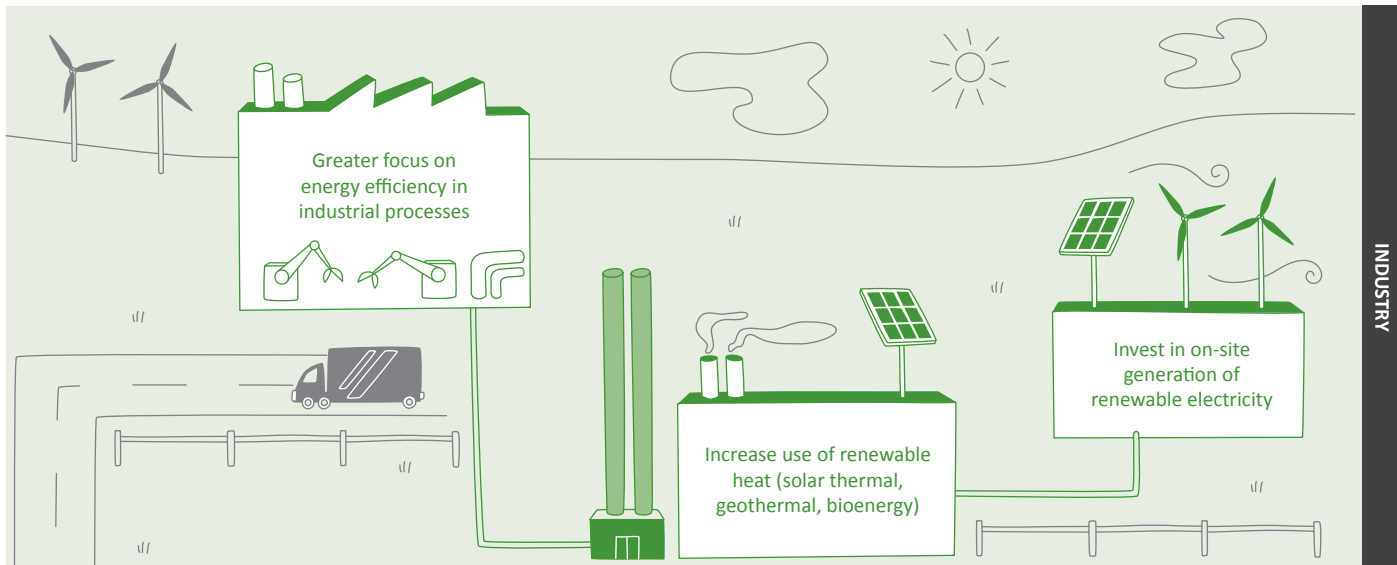 Greater focus on
energy efficiency in
industrial processes
Increase use of renewable
heat (solar thermal,
geothermal, bioenergy)
Invest in on-site
generation of
renewable electricity
INDUSTRY